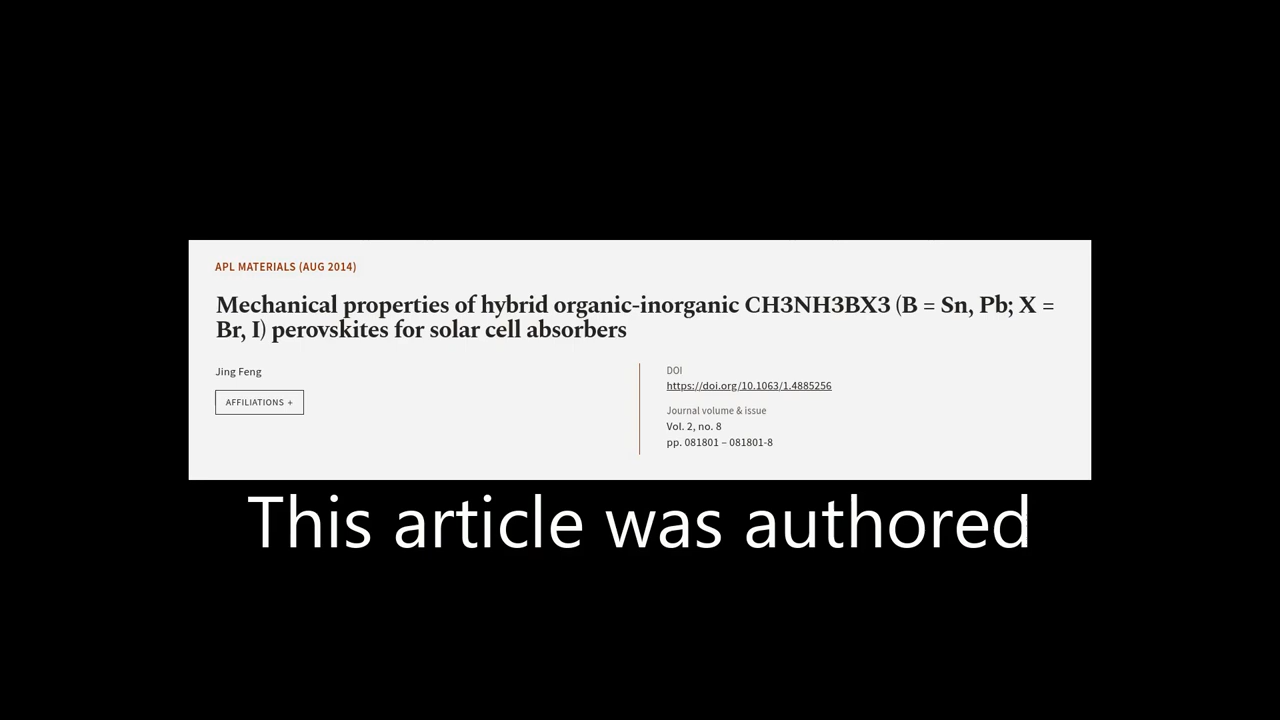 APL MATERIALS (AUG 2014)
Mechanical properties of hybrid organic-inorganic CH3NH3BX3 (B = Sn, Pb; X =
Br, I) perovskites for solar cell absorbers
Jing Feng
AFFILIATIONS +
DOI
https://doi.org/10.1063/1.4885256
Journal volume & issue
Vol. 2, no. 8
pp. 081801 – 081801-8
This article was authored